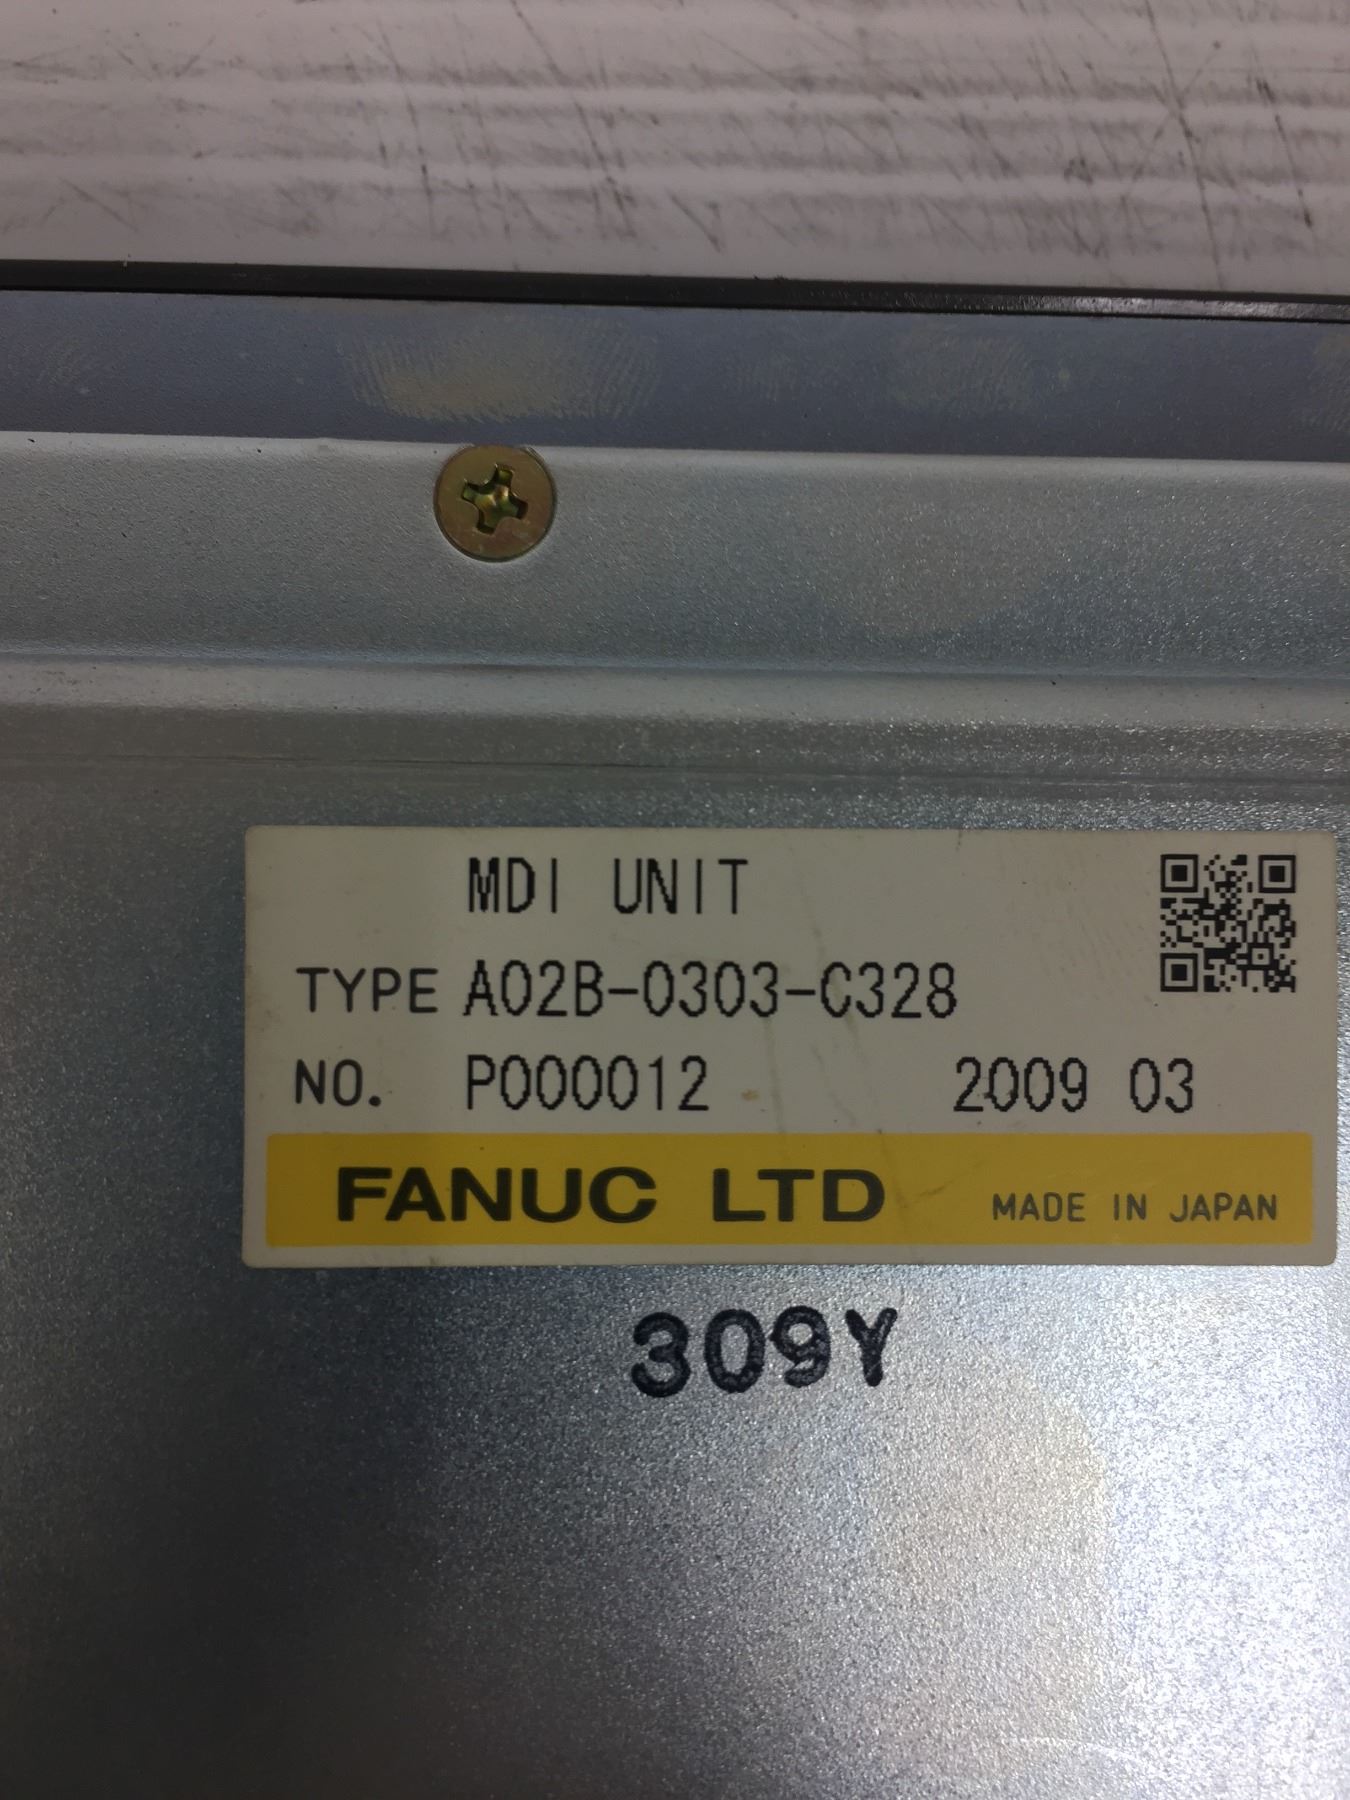 MDI UNIT
TYPE A02B-0303-C328
NO. P000012 2009 03
FANUC LTD MADE IN JAPAN
309Y